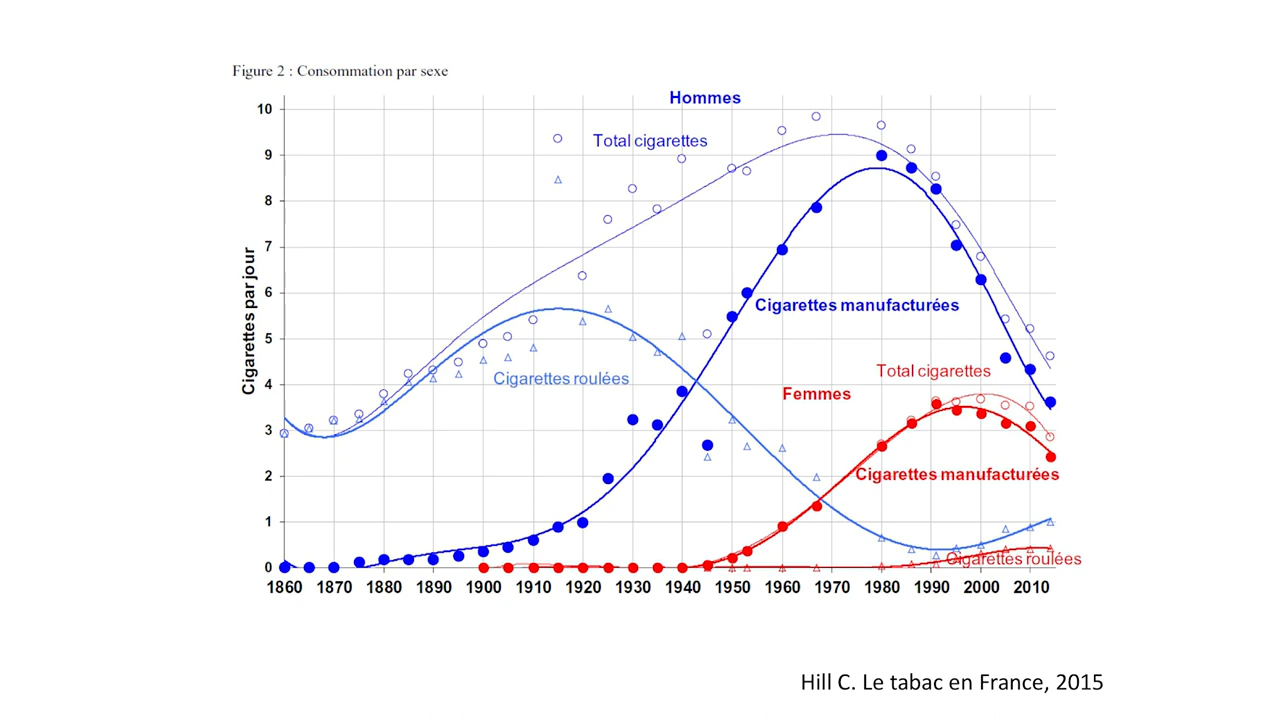 Figure 2 : Consommation par sexe
Hommes
Total cigarettes
Cigarettes par jour
10
9
8
7
6
5
4
3
2
1
0
Cigarettes manufacturées
Cigarettes roulées
Femmes
Total cigarettes
Cigarettes manufacturées
Cigarettes roulées
1860 1870 1880 1890 1900 1910 1920 1930 1940 1950 1960 1970 1980 1990 2000 2010
Hill C. Le tabac en France, 2015